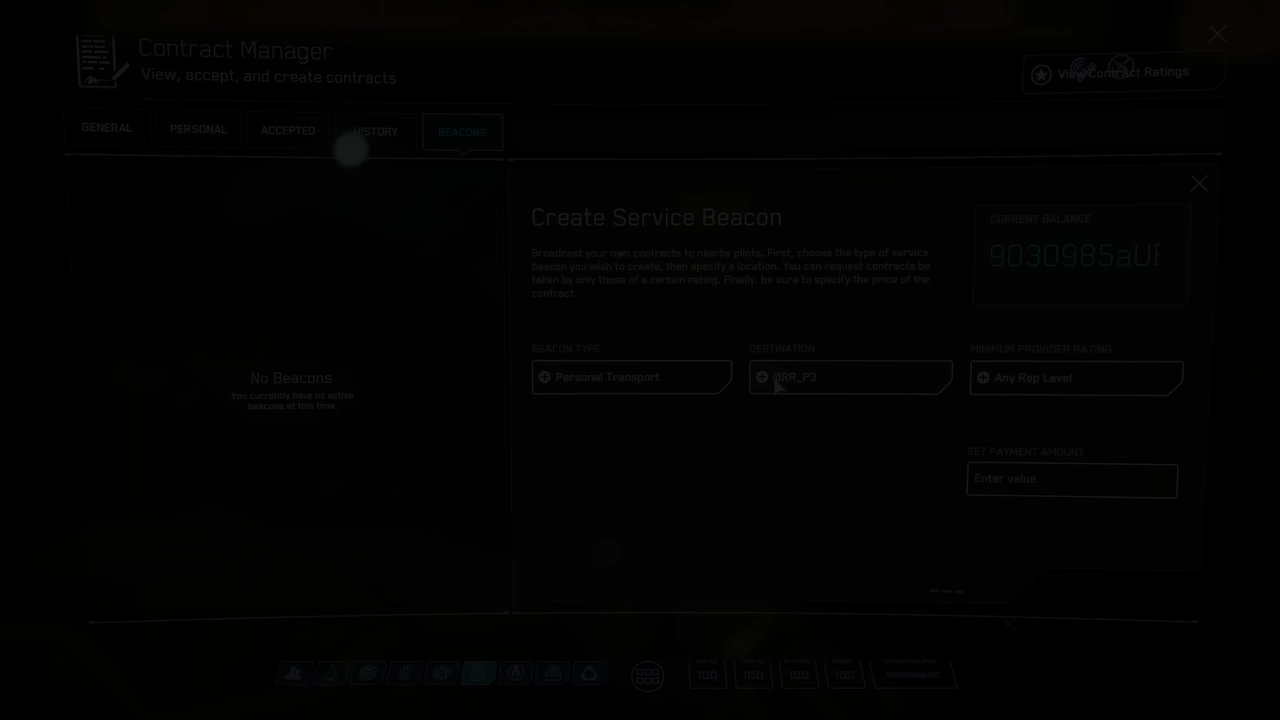 Contract Manager
View, accept, and create contracts
View Contract Ratings
GENERAL
PERSONAL
ACCEPTED
HISTORY
BEACONS
No Beacons
You currently have no active
beacons at this time.
Create Service Beacon
Broadcast your own contracts to nearby pilots. First, choose the type of service
beacon you wish to create, then specify a location. You can request contracts be
taken by only those of a certain rating. Finally, be sure to specify the price of the
contract.
CURRENT BALANCE
9030985aUE
BEACON TYPE
Personal Transport
DESTINATION
@RR_P3
MINIMUM PROVIDER RATING
Any Rep Level
SET PAYMENT AMOUNT
Enter value
100
100
100
100